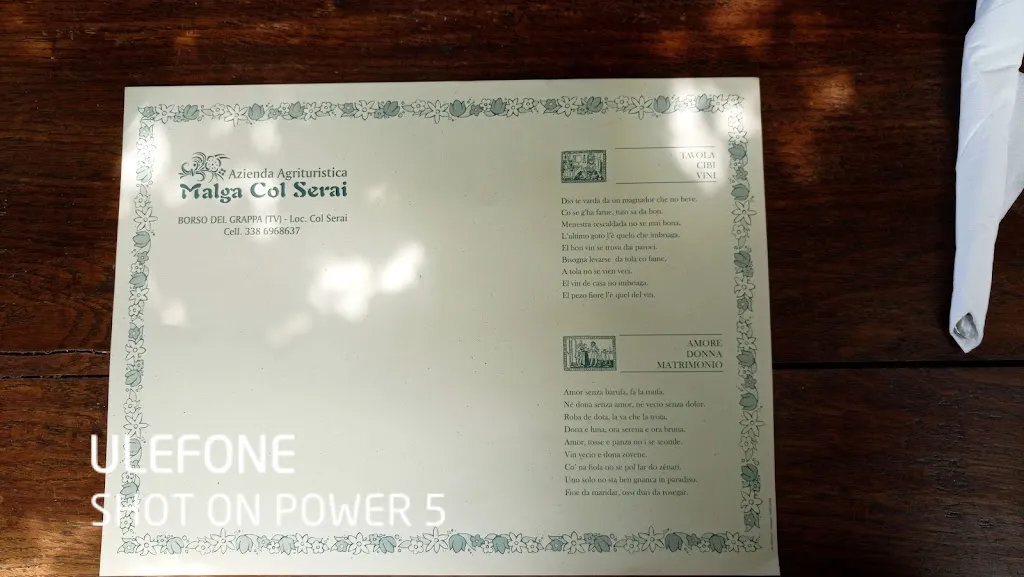 Azienda Agrituristica
Malga Col Serai
BORSO DEL GRAPPA (TV) - Loc. Col Serai
Cell. 338 6968637
TAVOLA
CIBI
VINI
Dio te varda da un magnador che no beve.
Co se g'ha fame, tuto sa da bon.
Menestra rescaldada no xe mai bona.
L'ultimo goto l'è quelo che imbriaga.
El bon vin se trova dai paroci.
Bisogna levarse da tola co fame.
A tola no se vien veci.
El vin de casa no imbriaga.
El pezo fiore l'è quel del vin.
AMORE
DONNA
MATRIMONIO
Amor senza barufa, fa la mufa.
Né dona senza amor, né vecio senza dolor.
Roba de dota, la va che la trota.
Dona e luna, ora serena e ora bruna.
Amor, tosse e panza no i se sconde.
Vin vecio e dona zovene.
Co' na fiola no se pol far do zénari.
Uno solo no sta ben gnanca in paradiso.
Fioe da maridar, ossi duri da rosegar.
ULEFONE
SHOT ON POWER 5